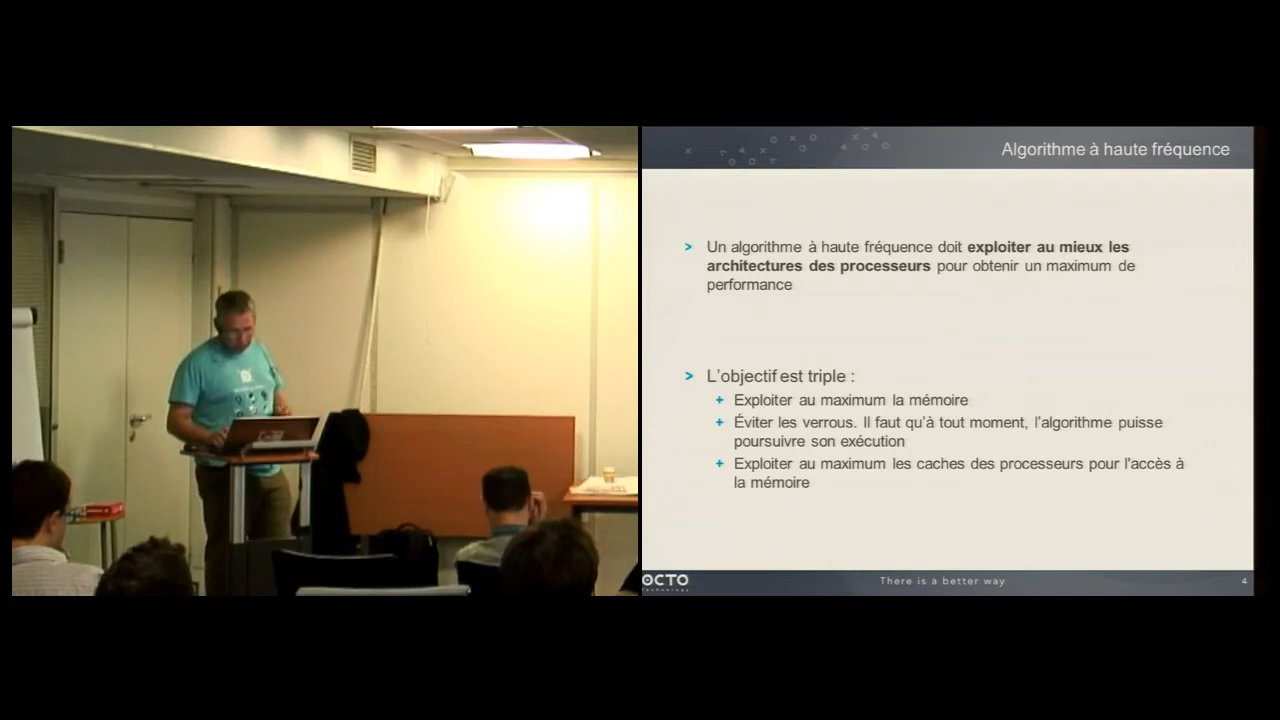 Algorithme à haute fréquence
> Un algorithme à haute fréquence doit exploiter au mieux les
architectures des processeurs pour obtenir un maximum de
performance
> L'objectif est triple :
+ Exploiter au maximum la mémoire
+ Éviter les verrous. Il faut qu'à tout moment, l'algorithme puisse
poursuivre son exécution
+ Exploiter au maximum les caches des processeurs pour l'accès à
la mémoire
OCTO
Technology
There is a better way
4